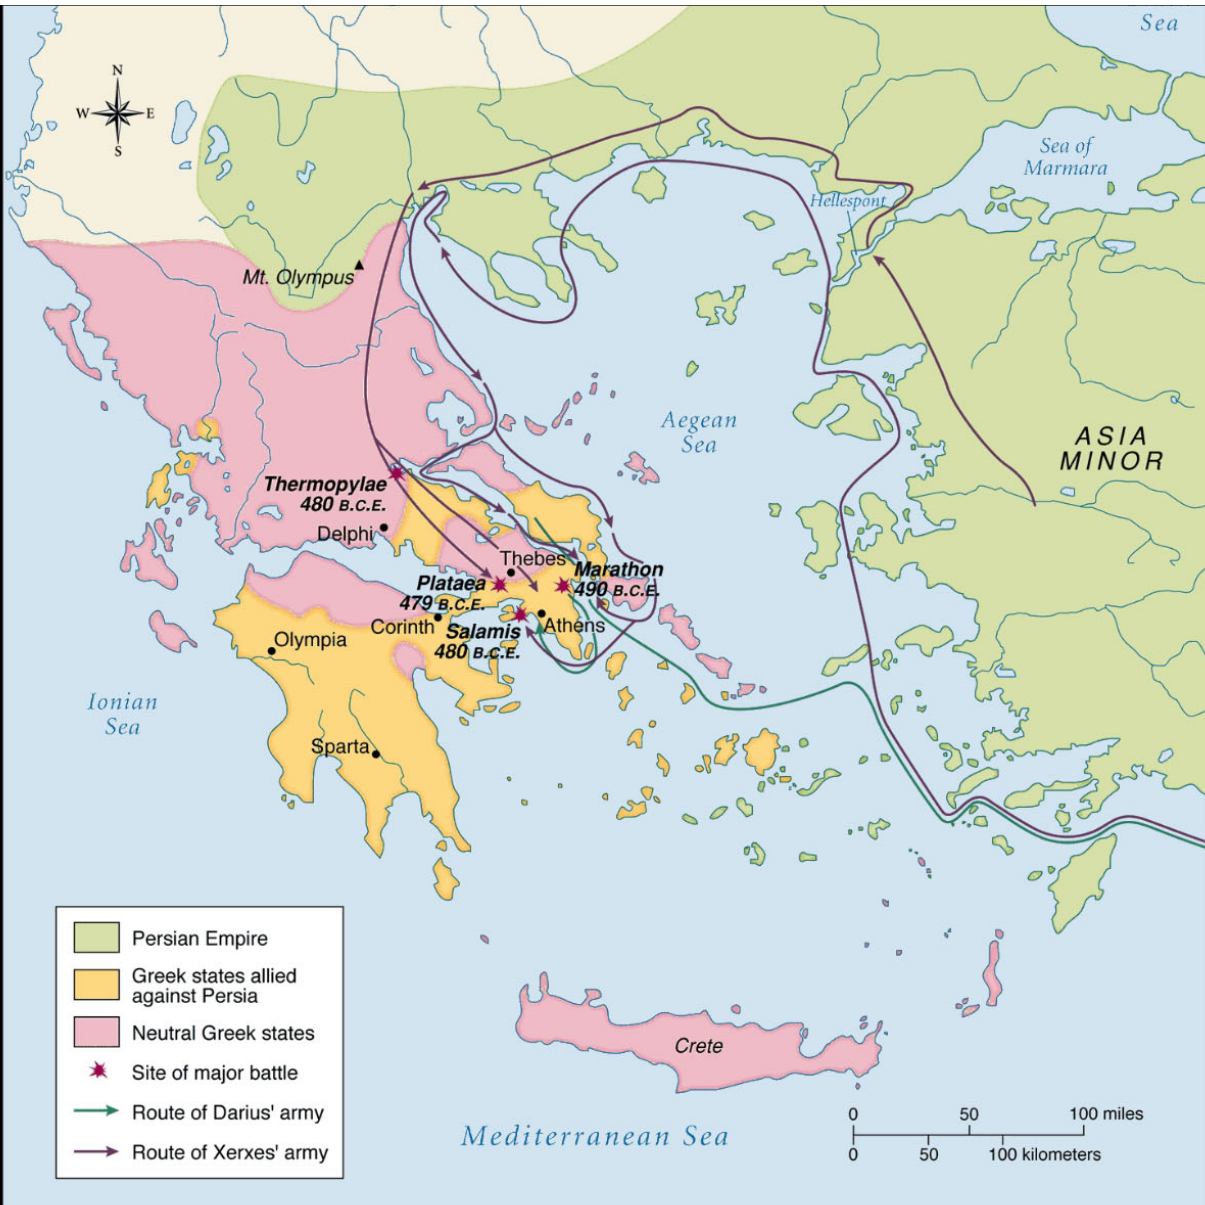 Sea
N
W
E
S
Sea of
Marmara
Hellespont
Mt. Olympus
Aegean
Sea
ASIA
MINOR
Thermopylae
480 B.C.E.
Delphi
Thebes
Marathon
490 B.C.E.
Plataea
479 B.C.E.
Corinth
Salamis
480 B.C.E.
Athens
Olympia
Ionian
Sea
Sparta
Persian Empire
Greek states allied
against Persia
Neutral Greek states
Site of major battle
Route of Darius' army
Route of Xerxes' army
Crete
Mediterranean Sea
0 50 100 miles
0 50 100 kilometers